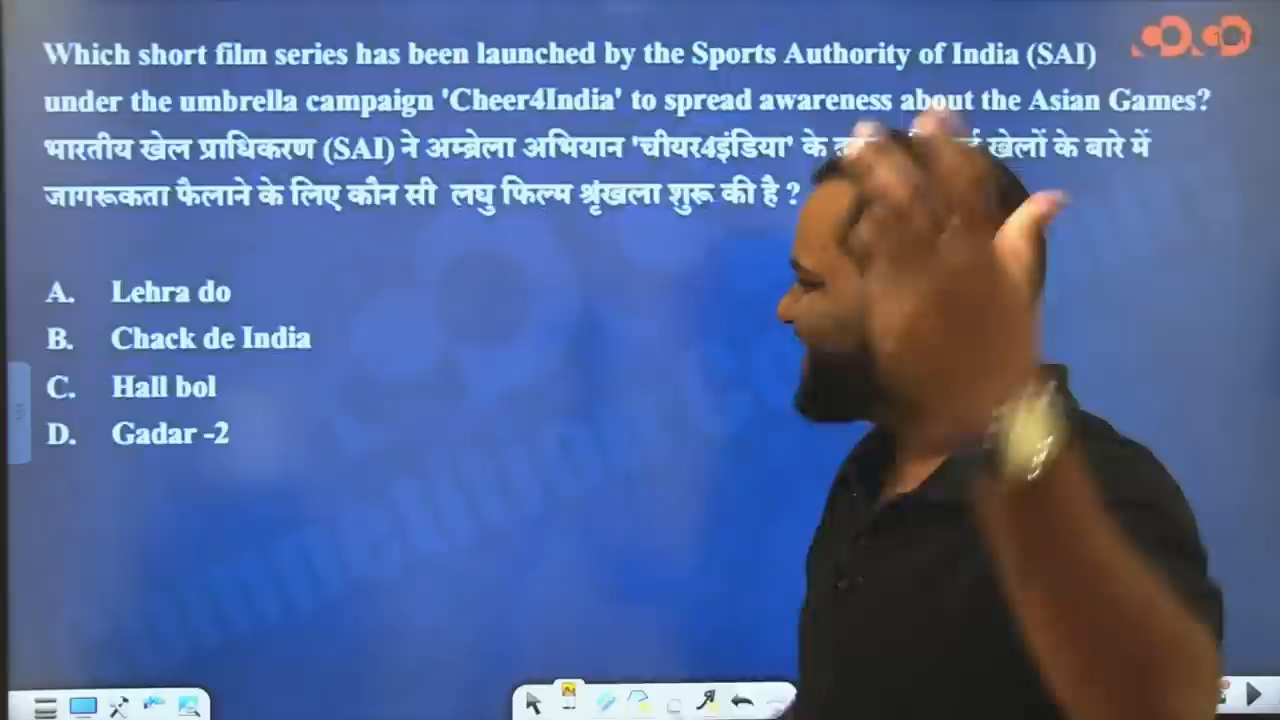 Which short film series has been launched by the Sports Authority of India (SAI)
under the umbrella campaign 'Cheer4India' to spread awareness about the Asian Games?
भारतीय खेल प्राधिकरण (SAI) ने अम्ब्रेला अभियान 'चीयर4इंडिया' के खेलों के बारे में
जागरूकता फैलाने के लिए कौन सी लघु फिल्म श्रृंखला शुरू की है ?
A. Lehra do
B. Chack de India
C. Hall bol
D. Gadar -2